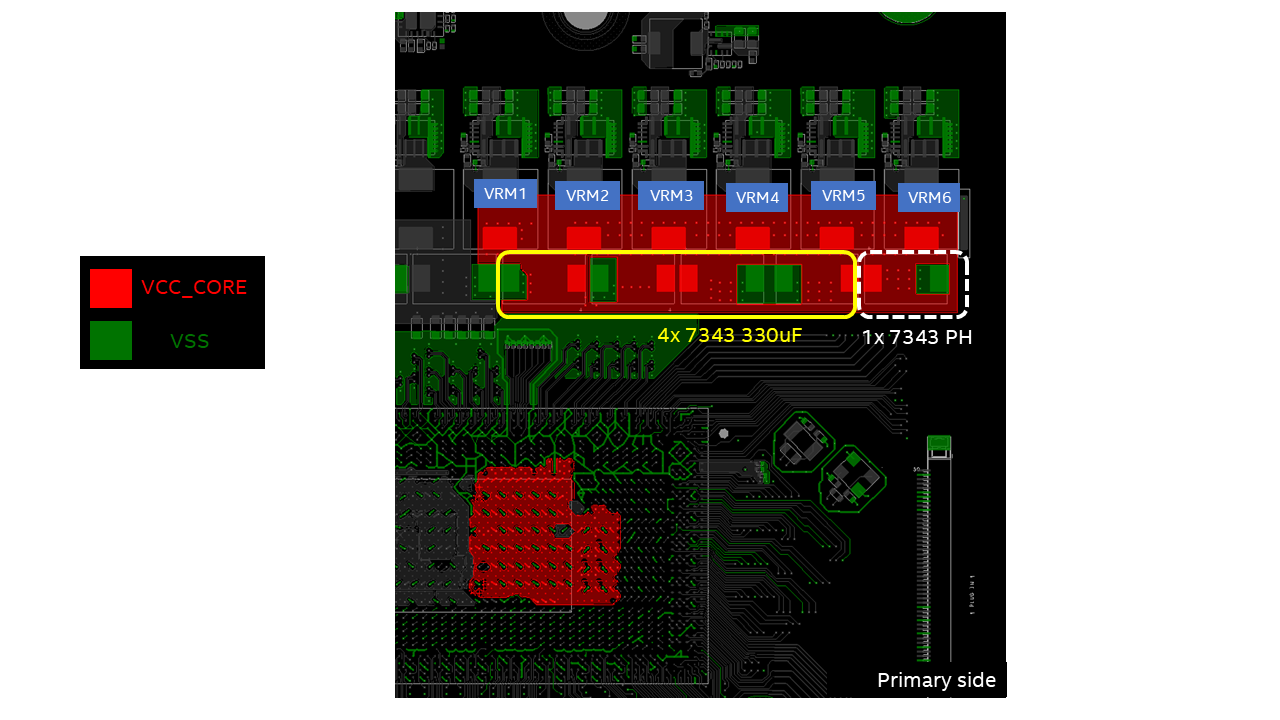 VRM1 VRM2 VRM3 VRM4 VRM5 VRM6
VCC_CORE
VSS
4x 7343 330uF
1x 7343 PH
Primary side